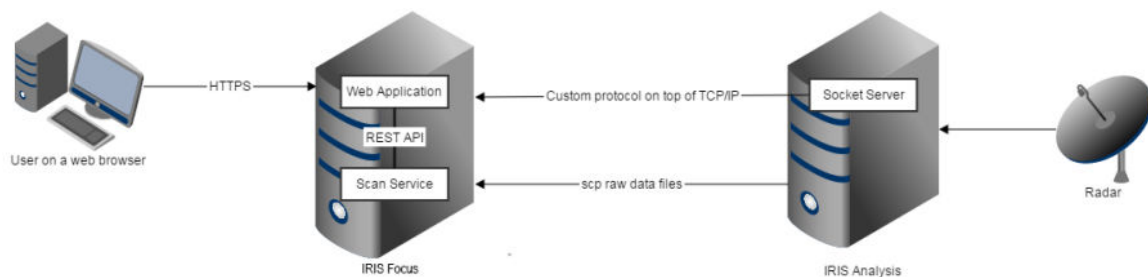 HTTPS
User on a web browser
Web Application
REST API
Scan Service
IRIS Focus
Custom protocol on top of TCP/IP
scp raw data files
Socket Server
IRIS Analysis
Radar